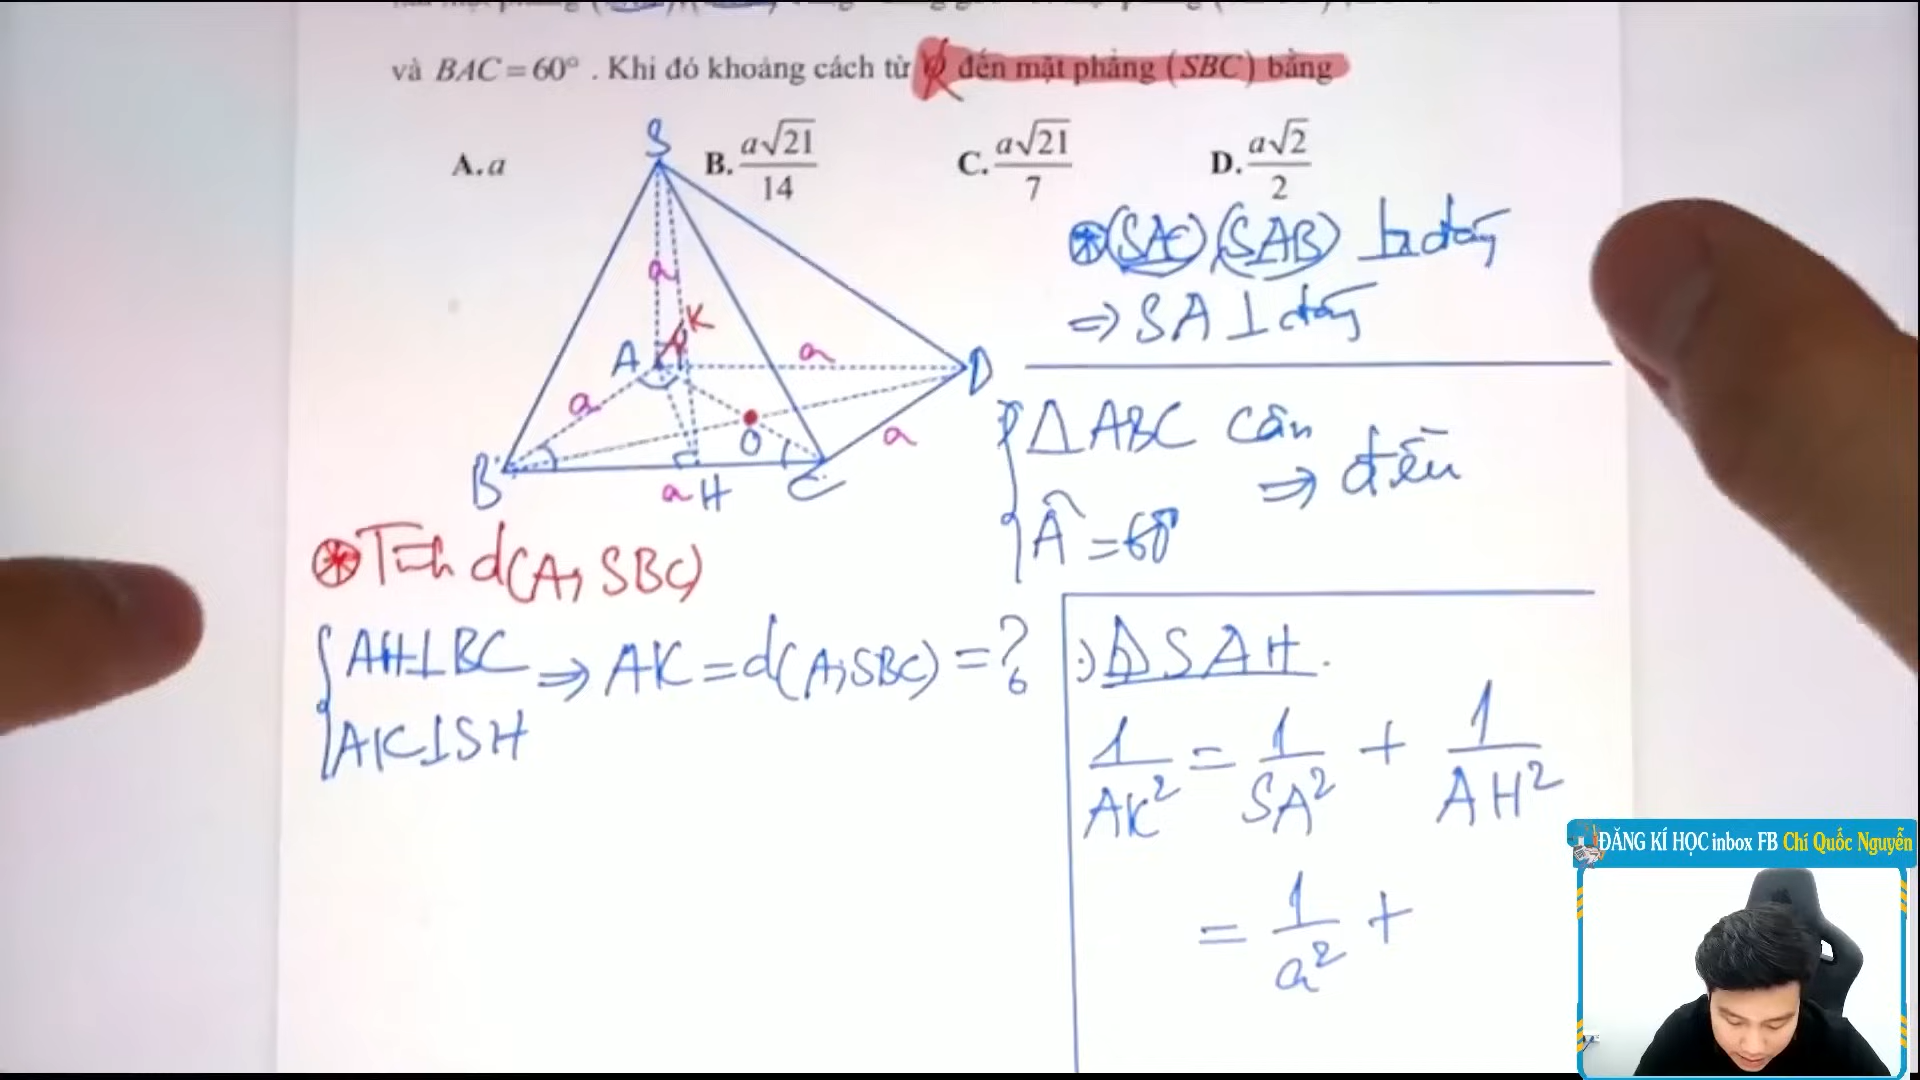 và BAC = 60° . Khi đó khoảng cách từ đến mặt phẳng (SBC) bằng
A. a
B. a√21/14
C. a√21/7
D. a√2/2
S
a
K
A
a
D
a
O
a
B
a H
C
(SAC) (SAB) ⊥ đáy
⇒ SA ⊥ đáy
ΔABC cân
⇒ đều
Â = 60°
Tính d(A, SBC)
AH ⊥ BC
⇒ AK = d(A, SBC) = ?
AK ⊥ SH
ΔSAH.
1/AK² = 1/SA² + 1/AH²
= 1/a² +
ĐĂNG KÍ HỌC inbox FB Chí Quốc Nguyễn